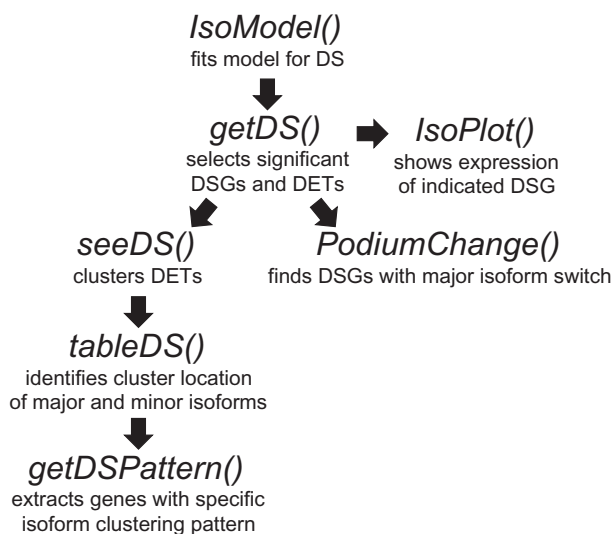 IsoModel()
fits model for DS
getDS()
selects significant
DSGs and DETs
IsoPlot()
shows expression
of indicated DSG
seeDS()
clusters DETs
PodiumChange()
finds DSGs with major isoform switch
tableDS()
identifies cluster location
of major and minor isoforms
getDSPattern()
extracts genes with specific
isoform clustering pattern